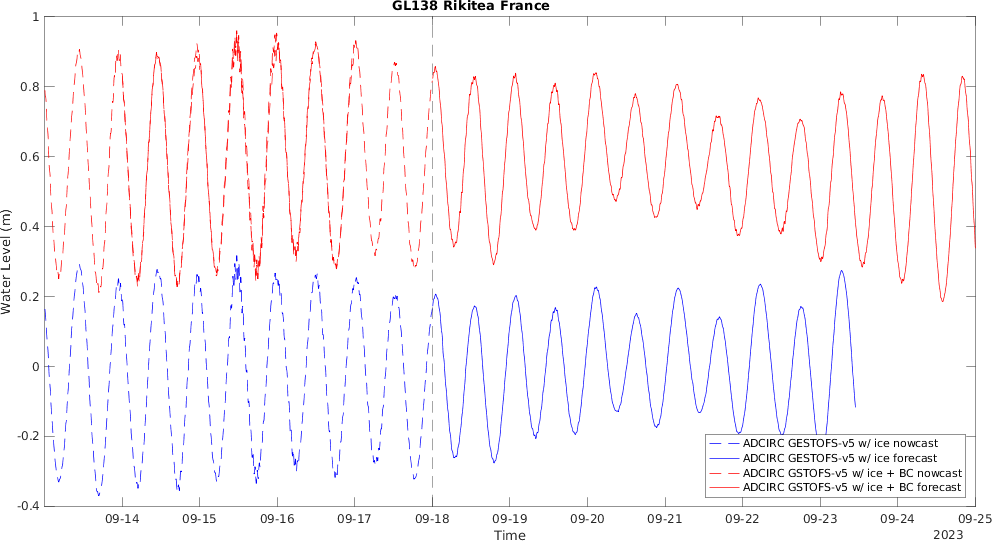 GL138 Rikitea France
1
0.8
0.6
0.4
0.2
0
-0.2
-0.4
Water Level (m)
ADCIRC GESTOFS-v5 w/ ice nowcast
ADCIRC GESTOFS-v5 w/ ice forecast
ADCIRC GSTOFS-v5 w/ ice + BC nowcast
ADCIRC GSTOFS-v5 w/ ice + BC forecast
09-14 09-15 09-16 09-17 09-18 09-19 09-20 09-21 09-22 09-23 09-24 09-25
Time
2023